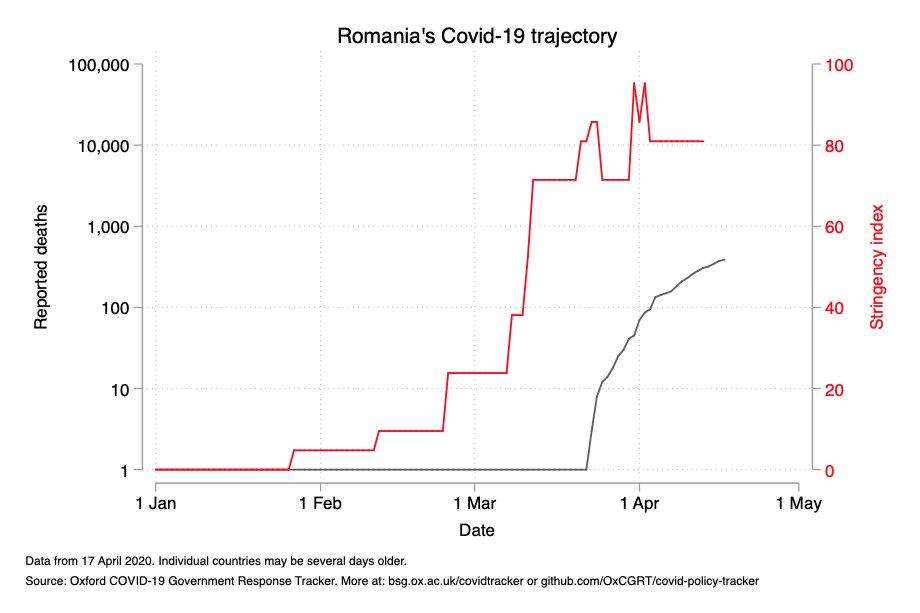 Romania's Covid-19 trajectory
100,000
10,000
1,000
100
10
1
Reported deaths
100
80
60
40
20
0
Stringency index
1 Jan
1 Feb
1 Mar
1 Apr
1 May
Date
Data from 17 April 2020. Individual countries may be several days older.
Source: Oxford COVID-19 Government Response Tracker. More at: bsg.ox.ac.uk/covidtracker or github.com/OxCGRT/covid-policy-tracker